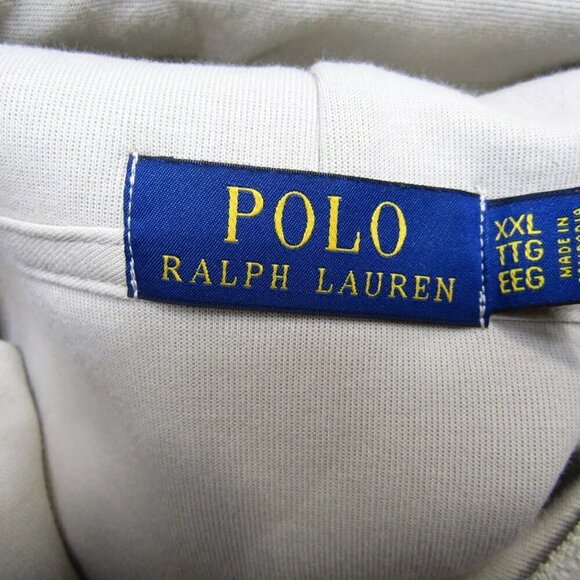 POLO
RALPH LAUREN
XXL
TTG
EEG
MADE IN